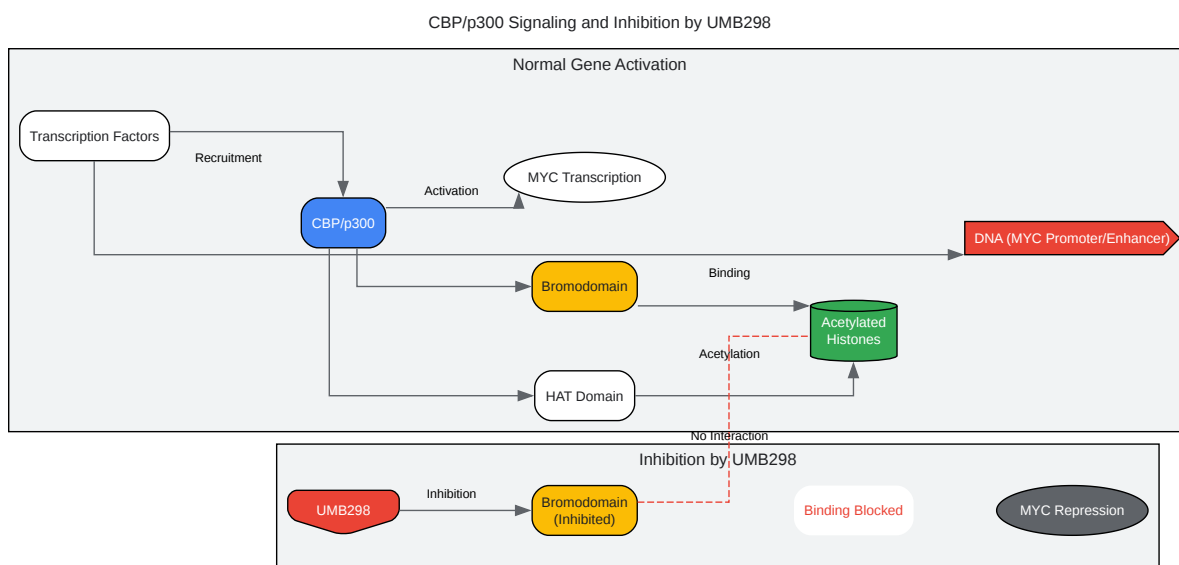 CBP/p300 Signaling and Inhibition by UMB298
Normal Gene Activation
Transcription Factors
Recruitment
MYC Transcription
Activation
CBP/p300
DNA (MYC Promoter/Enhancer)
Bromodomain
Binding
Acetylated
Histones
Acetylation
HAT Domain
No Interaction
Inhibition by UMB298
UMB298
Inhibition
Bromodomain
(Inhibited)
Binding Blocked
MYC Repression